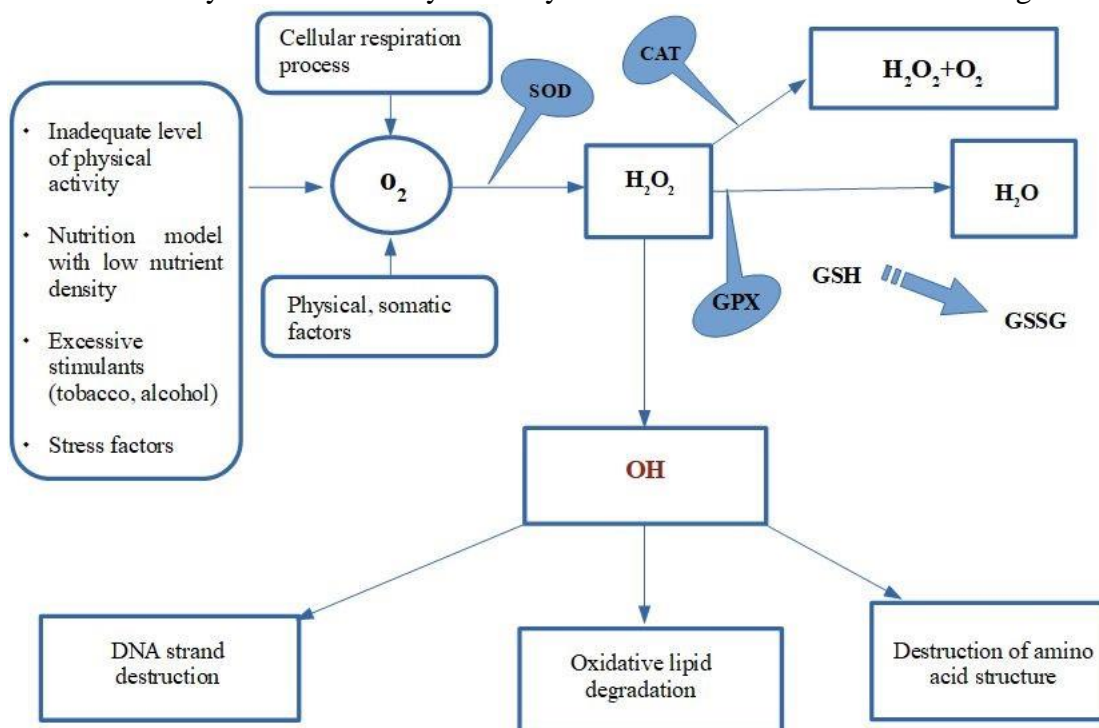 Cellular respiration
process
CAT
H₂O₂+O₂
SOD
• Inadequate level
of physical
activity
• Nutrition model
with low nutrient
density
• Excessive
stimulants
(tobacco, alcohol)
• Stress factors
O₂
H₂O₂
H₂O
Physical, somatic
factors
GPX
GSH
GSSG
OH
DNA strand
destruction
Oxidative lipid
degradation
Destruction of amino
acid structure